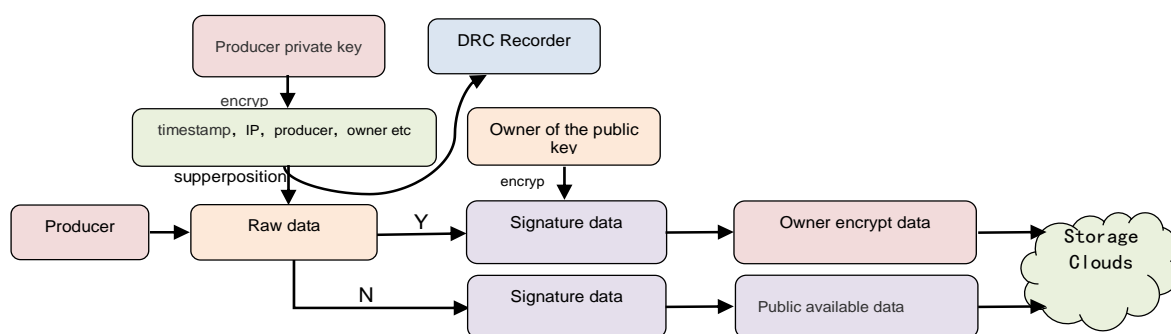 Producer private key
DRC Recorder
encryp
timestamp，IP，producer，owner etc
Owner of the public
key
supperposition
encryp
Producer
Raw data
Y
Signature data
Owner encrypt data
Storage
Clouds
N
Signature data
Public available data